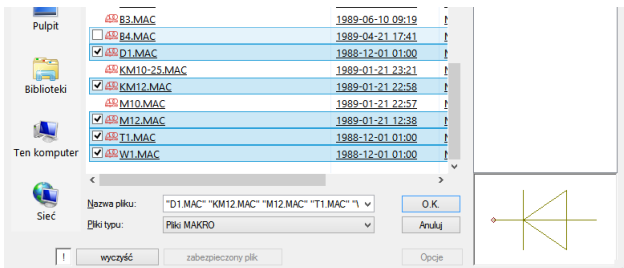 Pulpit
Biblioteki
Ten komputer
Sieć
B3.MAC 1989-06-10 09:19
B4.MAC 1989-04-21 17:41
D1.MAC 1988-12-01 01:00
KM10-25.MAC 1989-01-21 23:21
KM12.MAC 1989-01-21 22:58
M10.MAC 1989-01-21 22:57
M12.MAC 1989-01-21 12:38
T1.MAC 1988-12-01 01:00
W1.MAC 1988-12-01 01:00
Nazwa pliku: "D1.MAC" "KM12.MAC" "M12.MAC" "T1.MAC" "\ O.K.
Pliki typu: Pliki MAKRO Anuluj
! wyczyść zabezpieczony plik Opcje